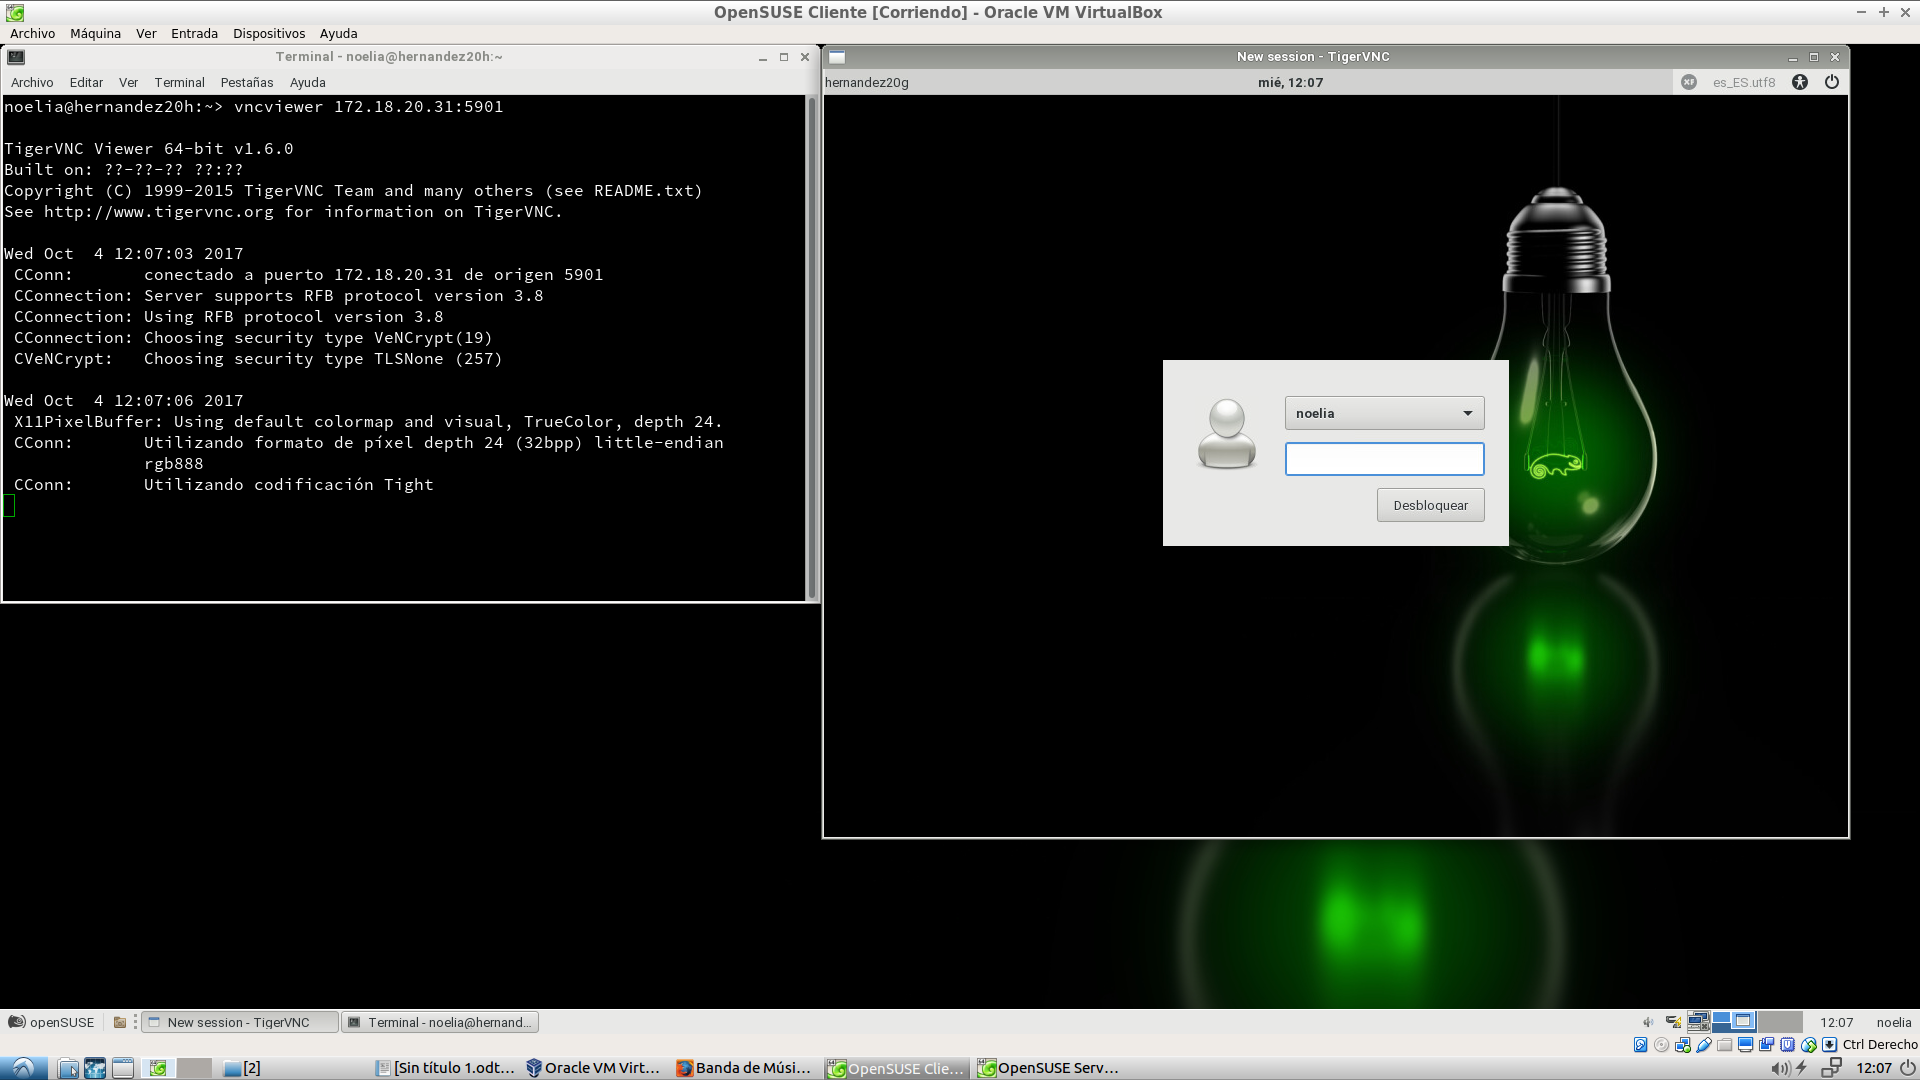 OpenSUSE Cliente [Corriendo] - Oracle VM VirtualBox
Archivo Máquina Ver Entrada Dispositivos Ayuda
Terminal - noelia@hernandez20h:~
Archivo Editar Ver Terminal Pestañas Ayuda
noelia@hernandez20h:~> vncviewer 172.18.20.31:5901
TigerVNC Viewer 64-bit v1.6.0
Built on: ??-??-?? ??:??
Copyright (C) 1999-2015 TigerVNC Team and many others (see README.txt)
See http://www.tigervnc.org for information on TigerVNC.
Wed Oct  4 12:07:03 2017
CConn:       conectado a puerto 172.18.20.31 de origen 5901
CConnection: Server supports RFB protocol version 3.8
CConnection: Using RFB protocol version 3.8
CConnection: Choosing security type VeNCrypt(19)
CVeNCrypt:   Choosing security type TLSNone (257)
Wed Oct  4 12:07:06 2017
X11PixelBuffer: Using default colormap and visual, TrueColor, depth 24.
CConn:       Utilizando formato de píxel depth 24 (32bpp) little-endian
rgb888
CConn:       Utilizando codificación Tight
New session - TigerVNC
hernandez20g mié, 12:07 es_ES.utf8
noelia
Desbloquear
openSUSE New session - TigerVNC Terminal - noelia@hernand... 12:07 noelia
Ctrl Derecho
[2] [Sin título 1.odt... Oracle VM Virt... Banda de Músi... OpenSUSE Clie... OpenSUSE Serv... 12:07